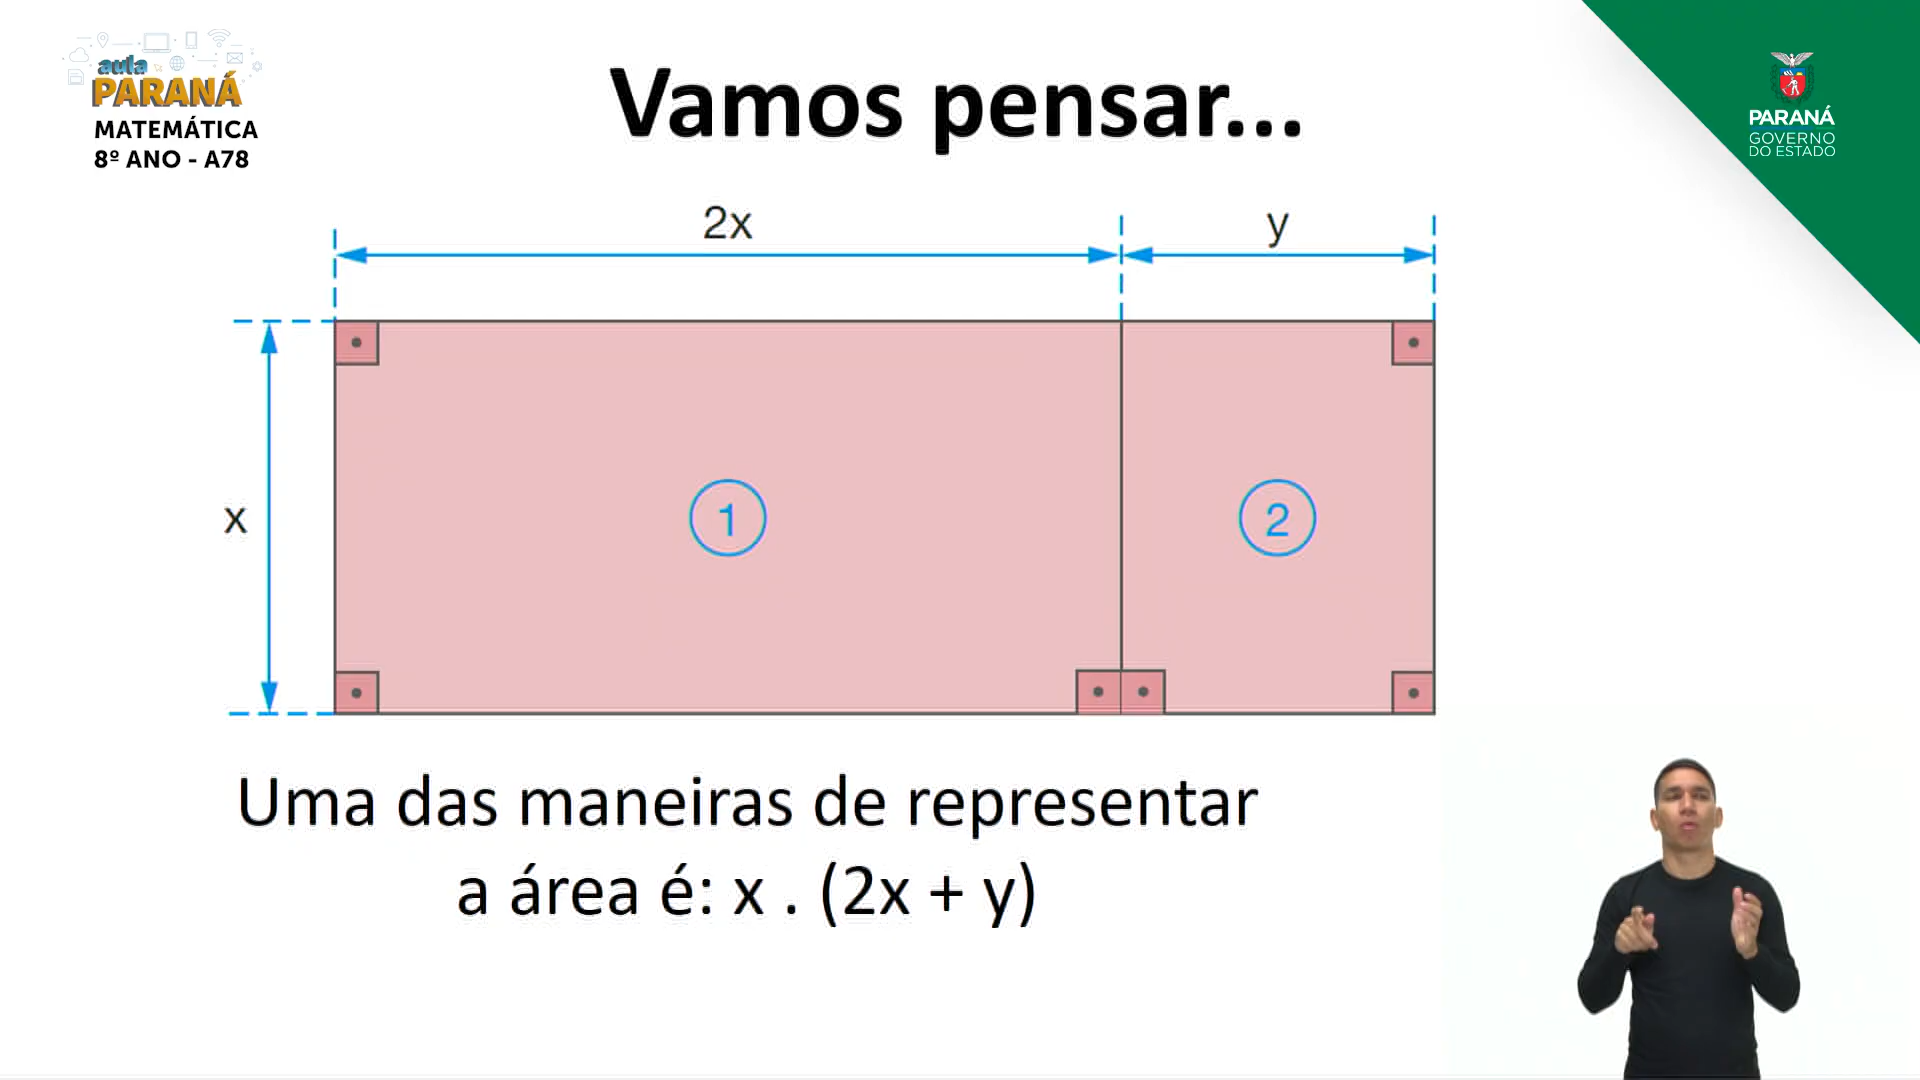 aula
PARANÁ
MATEMÁTICA
8º ANO - A78
Vamos pensar...
PARANÁ
GOVERNO
DO ESTADO
2x
y
x
1
2
Uma das maneiras de representar
a área é: x . (2x + y)